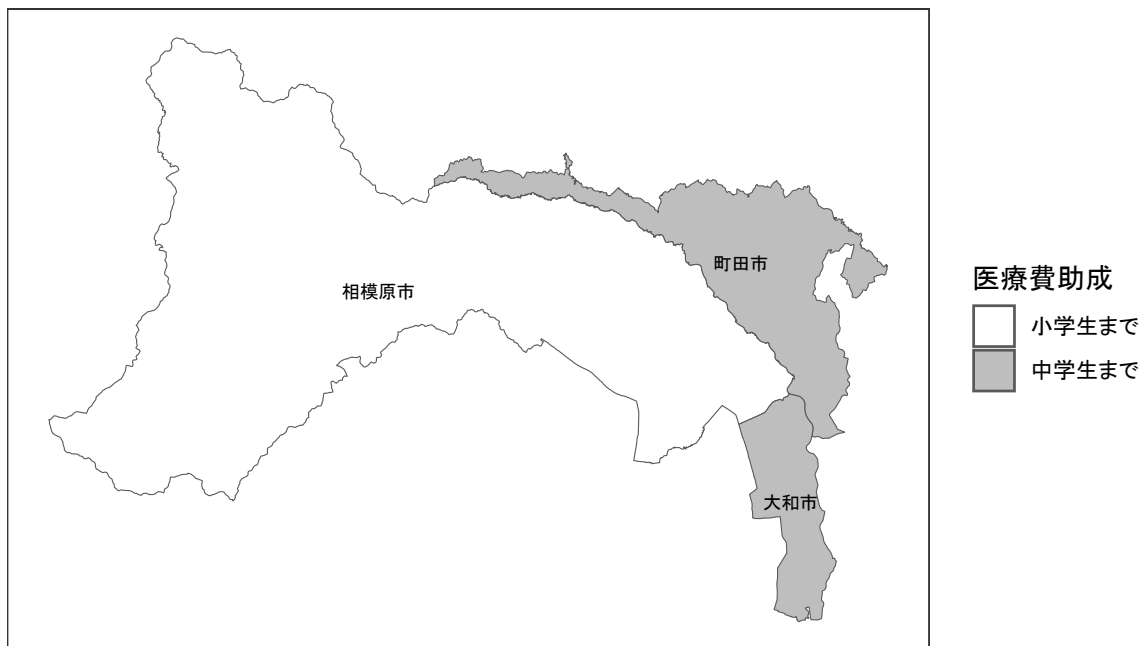 町田市
相模原市
大和市
医療費助成
小学生まで
中学生まで